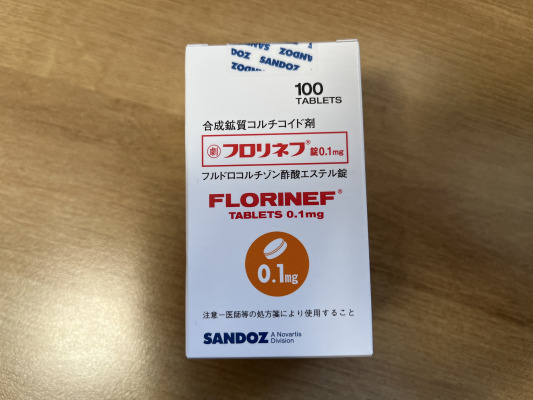 SANDOZ
SANDOZ
SANDOZ
100
TABLETS
合成鉱質コルチコイド剤
劇 フロリネフ® 錠0.1mg
フルドロコルチゾン酢酸エステル錠
FLORINEF®
TABLETS 0.1mg
0.1mg
注意－医師等の処方箋により使用すること
SANDOZ A Novartis
Division